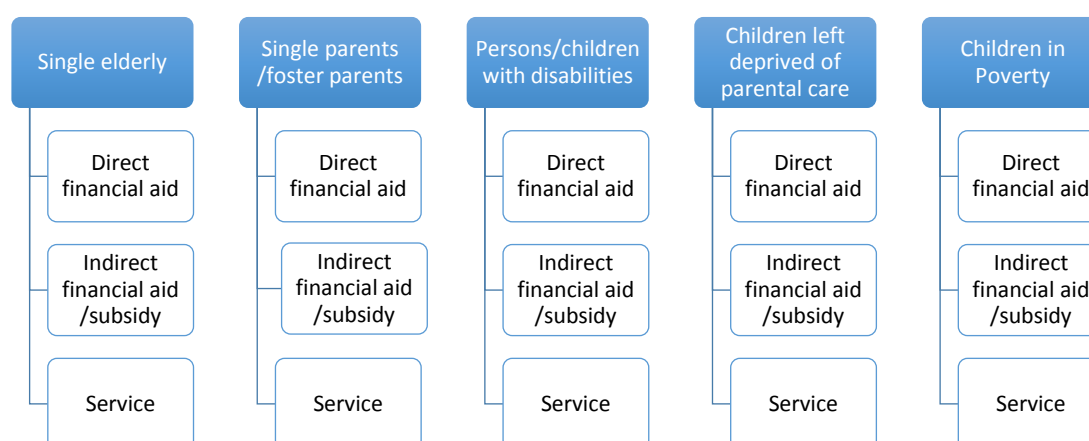 Single elderly
Direct
financial aid
Indirect
financial aid
/subsidy
Service
Single parents
/foster parents
Direct
financial aid
Indirect
financial aid
/subsidy
Service
Persons/children
with disabilities
Direct
financial aid
Indirect
financial aid
/subsidy
Service
Children left
deprived of
parental care
Direct
financial aid
Indirect
financial aid
/subsidy
Service
Children in
Poverty
Direct
financial aid
Indirect
financial aid
/subsidy
Service